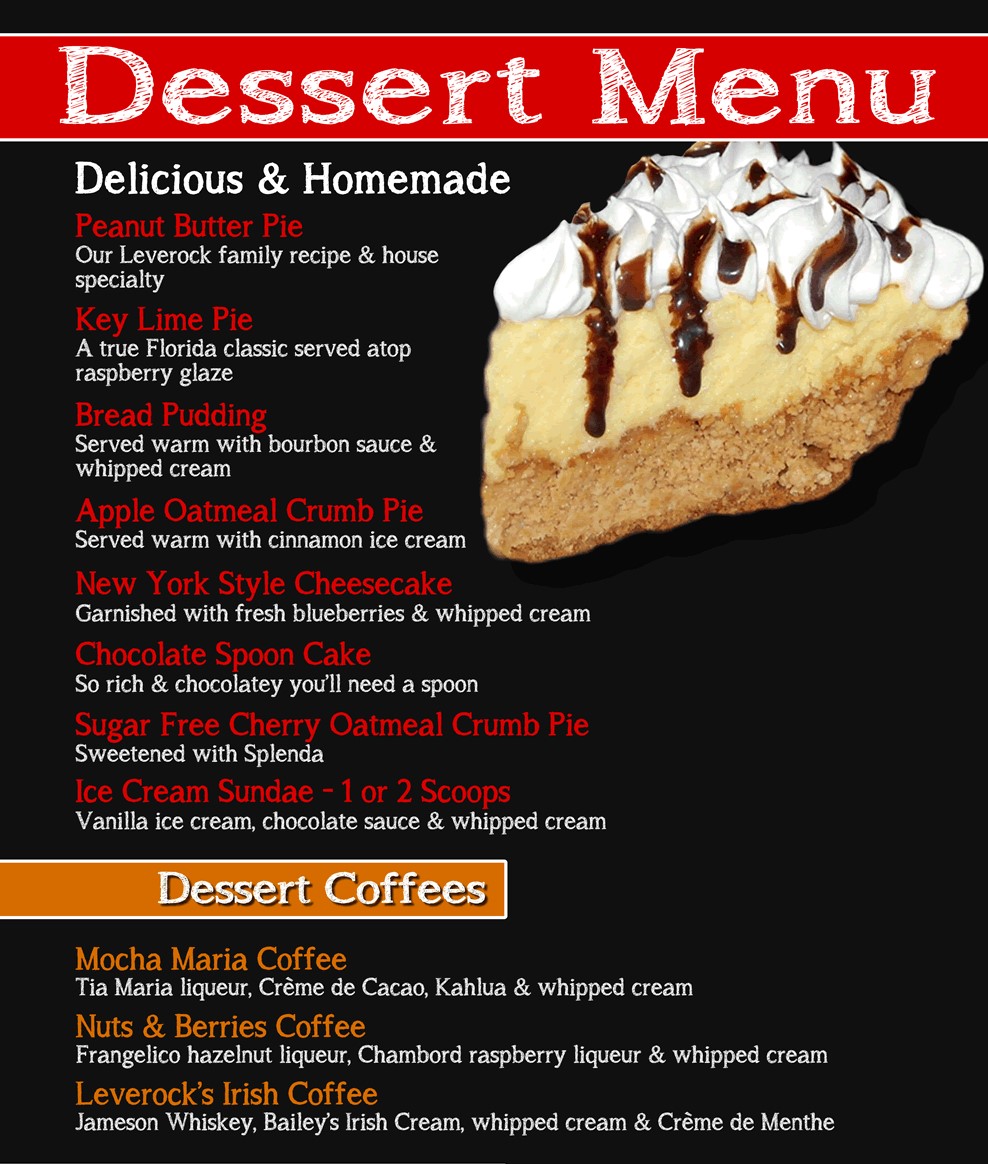 Dessert Menu
Delicious & Homemade
Peanut Butter Pie
Our Leverock family recipe & house
specialty
Key Lime Pie
A true Florida classic served atop
raspberry glaze
Bread Pudding
Served warm with bourbon sauce &
whipped cream
Apple Oatmeal Crumb Pie
Served warm with cinnamon ice cream
New York Style Cheesecake
Garnished with fresh blueberries & whipped cream
Chocolate Spoon Cake
So rich & chocolatey you'll need a spoon
Sugar Free Cherry Oatmeal Crumb Pie
Sweetened with Splenda
Ice Cream Sundae - 1 or 2 Scoops
Vanilla ice cream, chocolate sauce & whipped cream
Dessert Coffees
Mocha Maria Coffee
Tia Maria liqueur, Crème de Cacao, Kahlua & whipped cream
Nuts & Berries Coffee
Frangelico hazelnut liqueur, Chambord raspberry liqueur & whipped cream
Leverock's Irish Coffee
Jameson Whiskey, Bailey's Irish Cream, whipped cream & Crème de Menthe